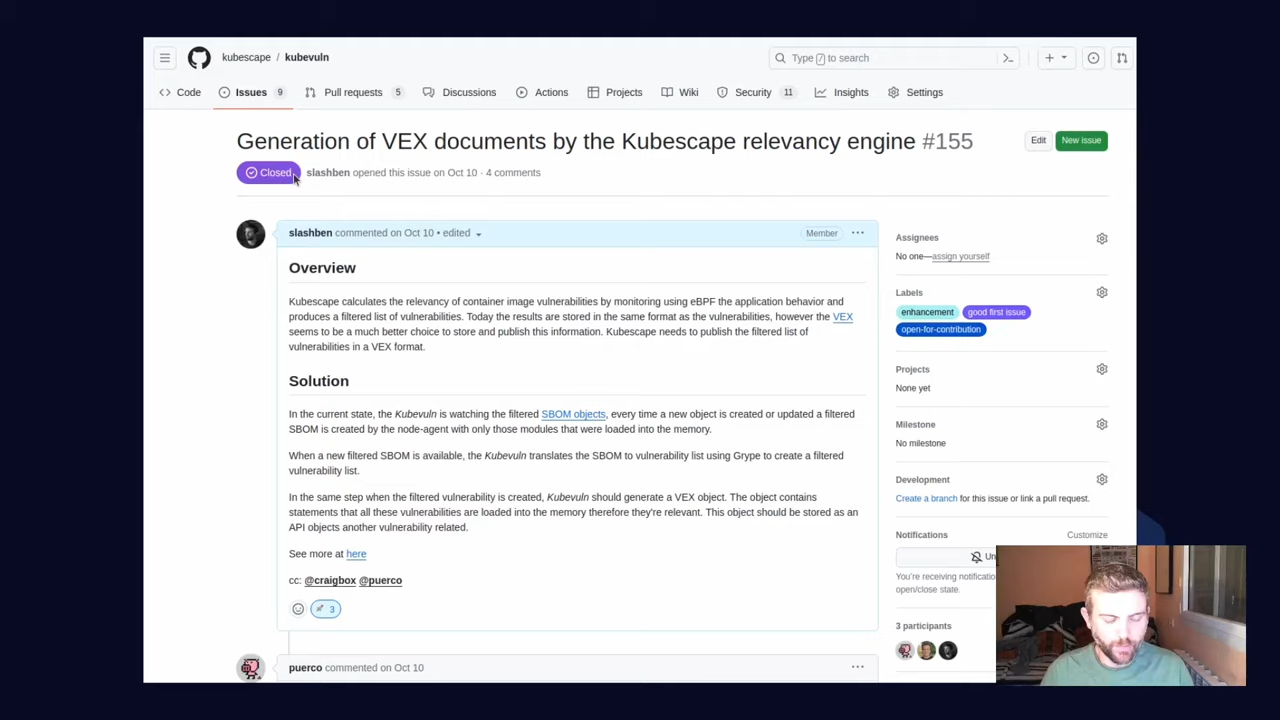 kubescape / kubevuln
Type / to search
Code
Issues 9
Pull requests 5
Discussions
Actions
Projects
Wiki
Security 11
Insights
Settings
Generation of VEX documents by the Kubescape relevancy engine #155
Edit
New issue
Closed
slashben opened this issue on Oct 10 · 4 comments
slashben commented on Oct 10 • edited
Member
Overview
Kubescape calculates the relevancy of container image vulnerabilities by monitoring using eBPF the application behavior and
produces a filtered list of vulnerabilities. Today the results are stored in the same format as the vulnerabilities, however the VEX
seems to be a much better choice to store and publish this information. Kubescape needs to publish the filtered list of
vulnerabilities in a VEX format.
Solution
In the current state, the Kubevuln is watching the filtered SBOM objects, every time a new object is created or updated a filtered
SBOM is created by the node-agent with only those modules that were loaded into the memory.
When a new filtered SBOM is available, the Kubevuln translates the SBOM to vulnerability list using Grype to create a filtered
vulnerability list.
In the same step when the filtered vulnerability is created, Kubevuln should generate a VEX object. The object contains
statements that all these vulnerabilities are loaded into the memory therefore they're relevant. This object should be stored as an
API objects another vulnerability related.
See more at here
cc: @craigbox @puerco
3
puerco commented on Oct 10
Assignees
No one—assign yourself
Labels
enhancement
good first issue
open-for-contribution
Projects
None yet
Milestone
No milestone
Development
Create a branch for this issue or link a pull request.
Notifications
Customize
Un
You're receiving notificatio
open/close state.
3 participants